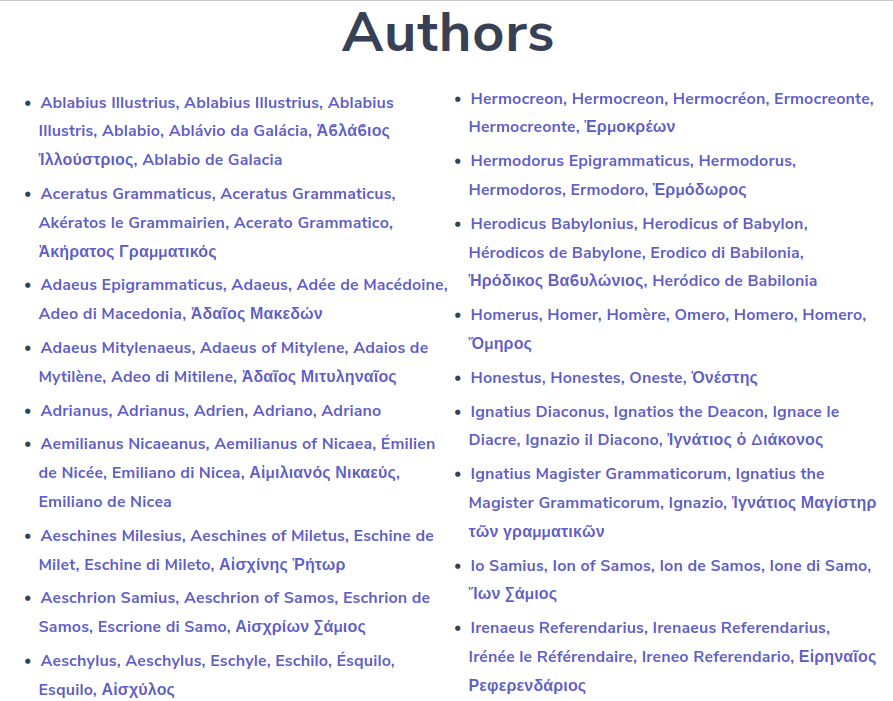 Authors
Ablabius Illustrius, Ablabius Illustrius, Ablabius
Illustris, Ablabio, Ablávio da Galácia, Ἀϐλάϐιος
Ἰλλούστριος, Ablabio de Galacia
Aceratus Grammaticus, Aceratus Grammaticus,
Akératos le Grammairien, Acerato Grammatico,
Ἀκήρατος Γραμματικός
Adaeus Epigrammaticus, Adaeus, Adée de Macédoine,
Adeo di Macedonia, Ἀδαῖος Μακεδών
Adaeus Mitylenaeus, Adaeus of Mitylene, Adaios de
Mytilène, Adeo di Mitilene, Ἀδαῖος Μιτυληναῖος
Adrianus, Adrianus, Adrien, Adriano, Adriano
Aemilianus Nicaeanus, Aemilianus of Nicaea, Émilien
de Nicée, Emiliano di Nicea, Αἰμιλιανός Νικαεύς,
Emiliano de Nicea
Aeschines Milesius, Aeschines of Miletus, Eschine de
Milet, Eschine di Mileto, Αἰσχίνης Ῥήτωρ
Aeschrion Samius, Aeschrion of Samos, Eschrion de
Samos, Escrione di Samo, Αἰσχρίων Σάμιος
Aeschylus, Aeschylus, Eschyle, Eschilo, Ésquilo,
Esquilo, Αἰσχύλος
Hermocreon, Hermocreon, Hermocréon, Ermocreonte,
Hermocreonte, Ἑρμοκρέων
Hermodorus Epigrammaticus, Hermodorus,
Hermodoros, Ermodoro, Ἑρμόδωρος
Herodicus Babylonius, Herodicus of Babylon,
Hérodicos de Babylone, Erodico di Babilonia,
Ἡρόδικος Βαϐυλώνιος, Heródico de Babilonia
Homerus, Homer, Homère, Omero, Homero, Homero,
Ὅμηρος
Honestus, Honestes, Oneste, Ὀνέστης
Ignatius Diaconus, Ignatios the Deacon, Ignace le
Diacre, Ignazio il Diacono, Ἰγνάτιος ὁ Διάκονος
Ignatius Magister Grammaticorum, Ignatius the
Magister Grammaticorum, Ignazio, Ἰγνάτιος Μαγίστηρ
τῶν γραμματικῶν
Io Samius, Ion of Samos, Ion de Samos, Ione di Samo,
Ἴων Σάμιος
Irenaeus Referendarius, Irenaeus Referendarius,
Irénée le Référendaire, Ireneo Referendario, Εἰρηναῖος
Ρεφερενδάριος